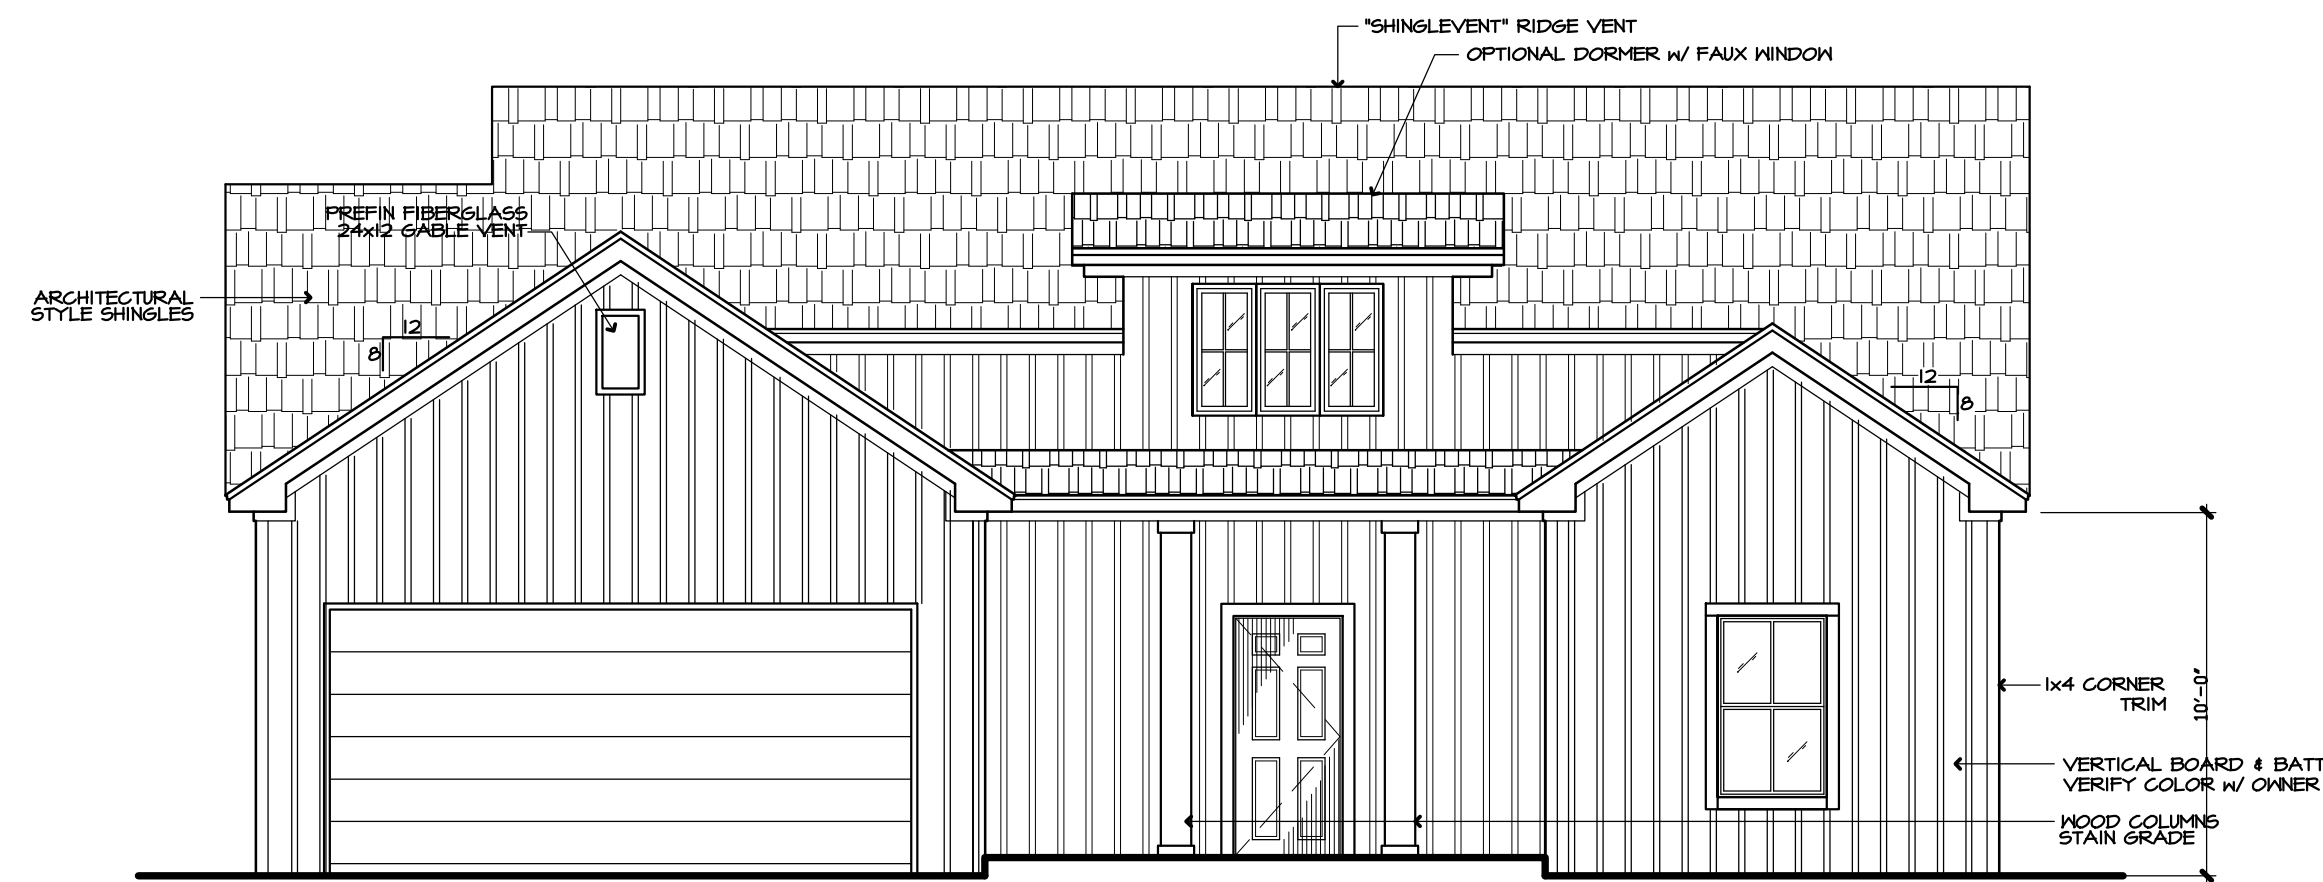 "SHINGLEVENT" RIDGE VENT
OPTIONAL DORMER w/ FAUX WINDOW
PREFIN FIBERGLASS
24x12 GABLE VENT
ARCHITECTURAL
STYLE SHINGLES
12
8
12
8
1x4 CORNER
TRIM
10'-0"
VERTICAL BOARD & BATT
VERIFY COLOR w/ OWNER
WOOD COLUMNS
STAIN GRADE